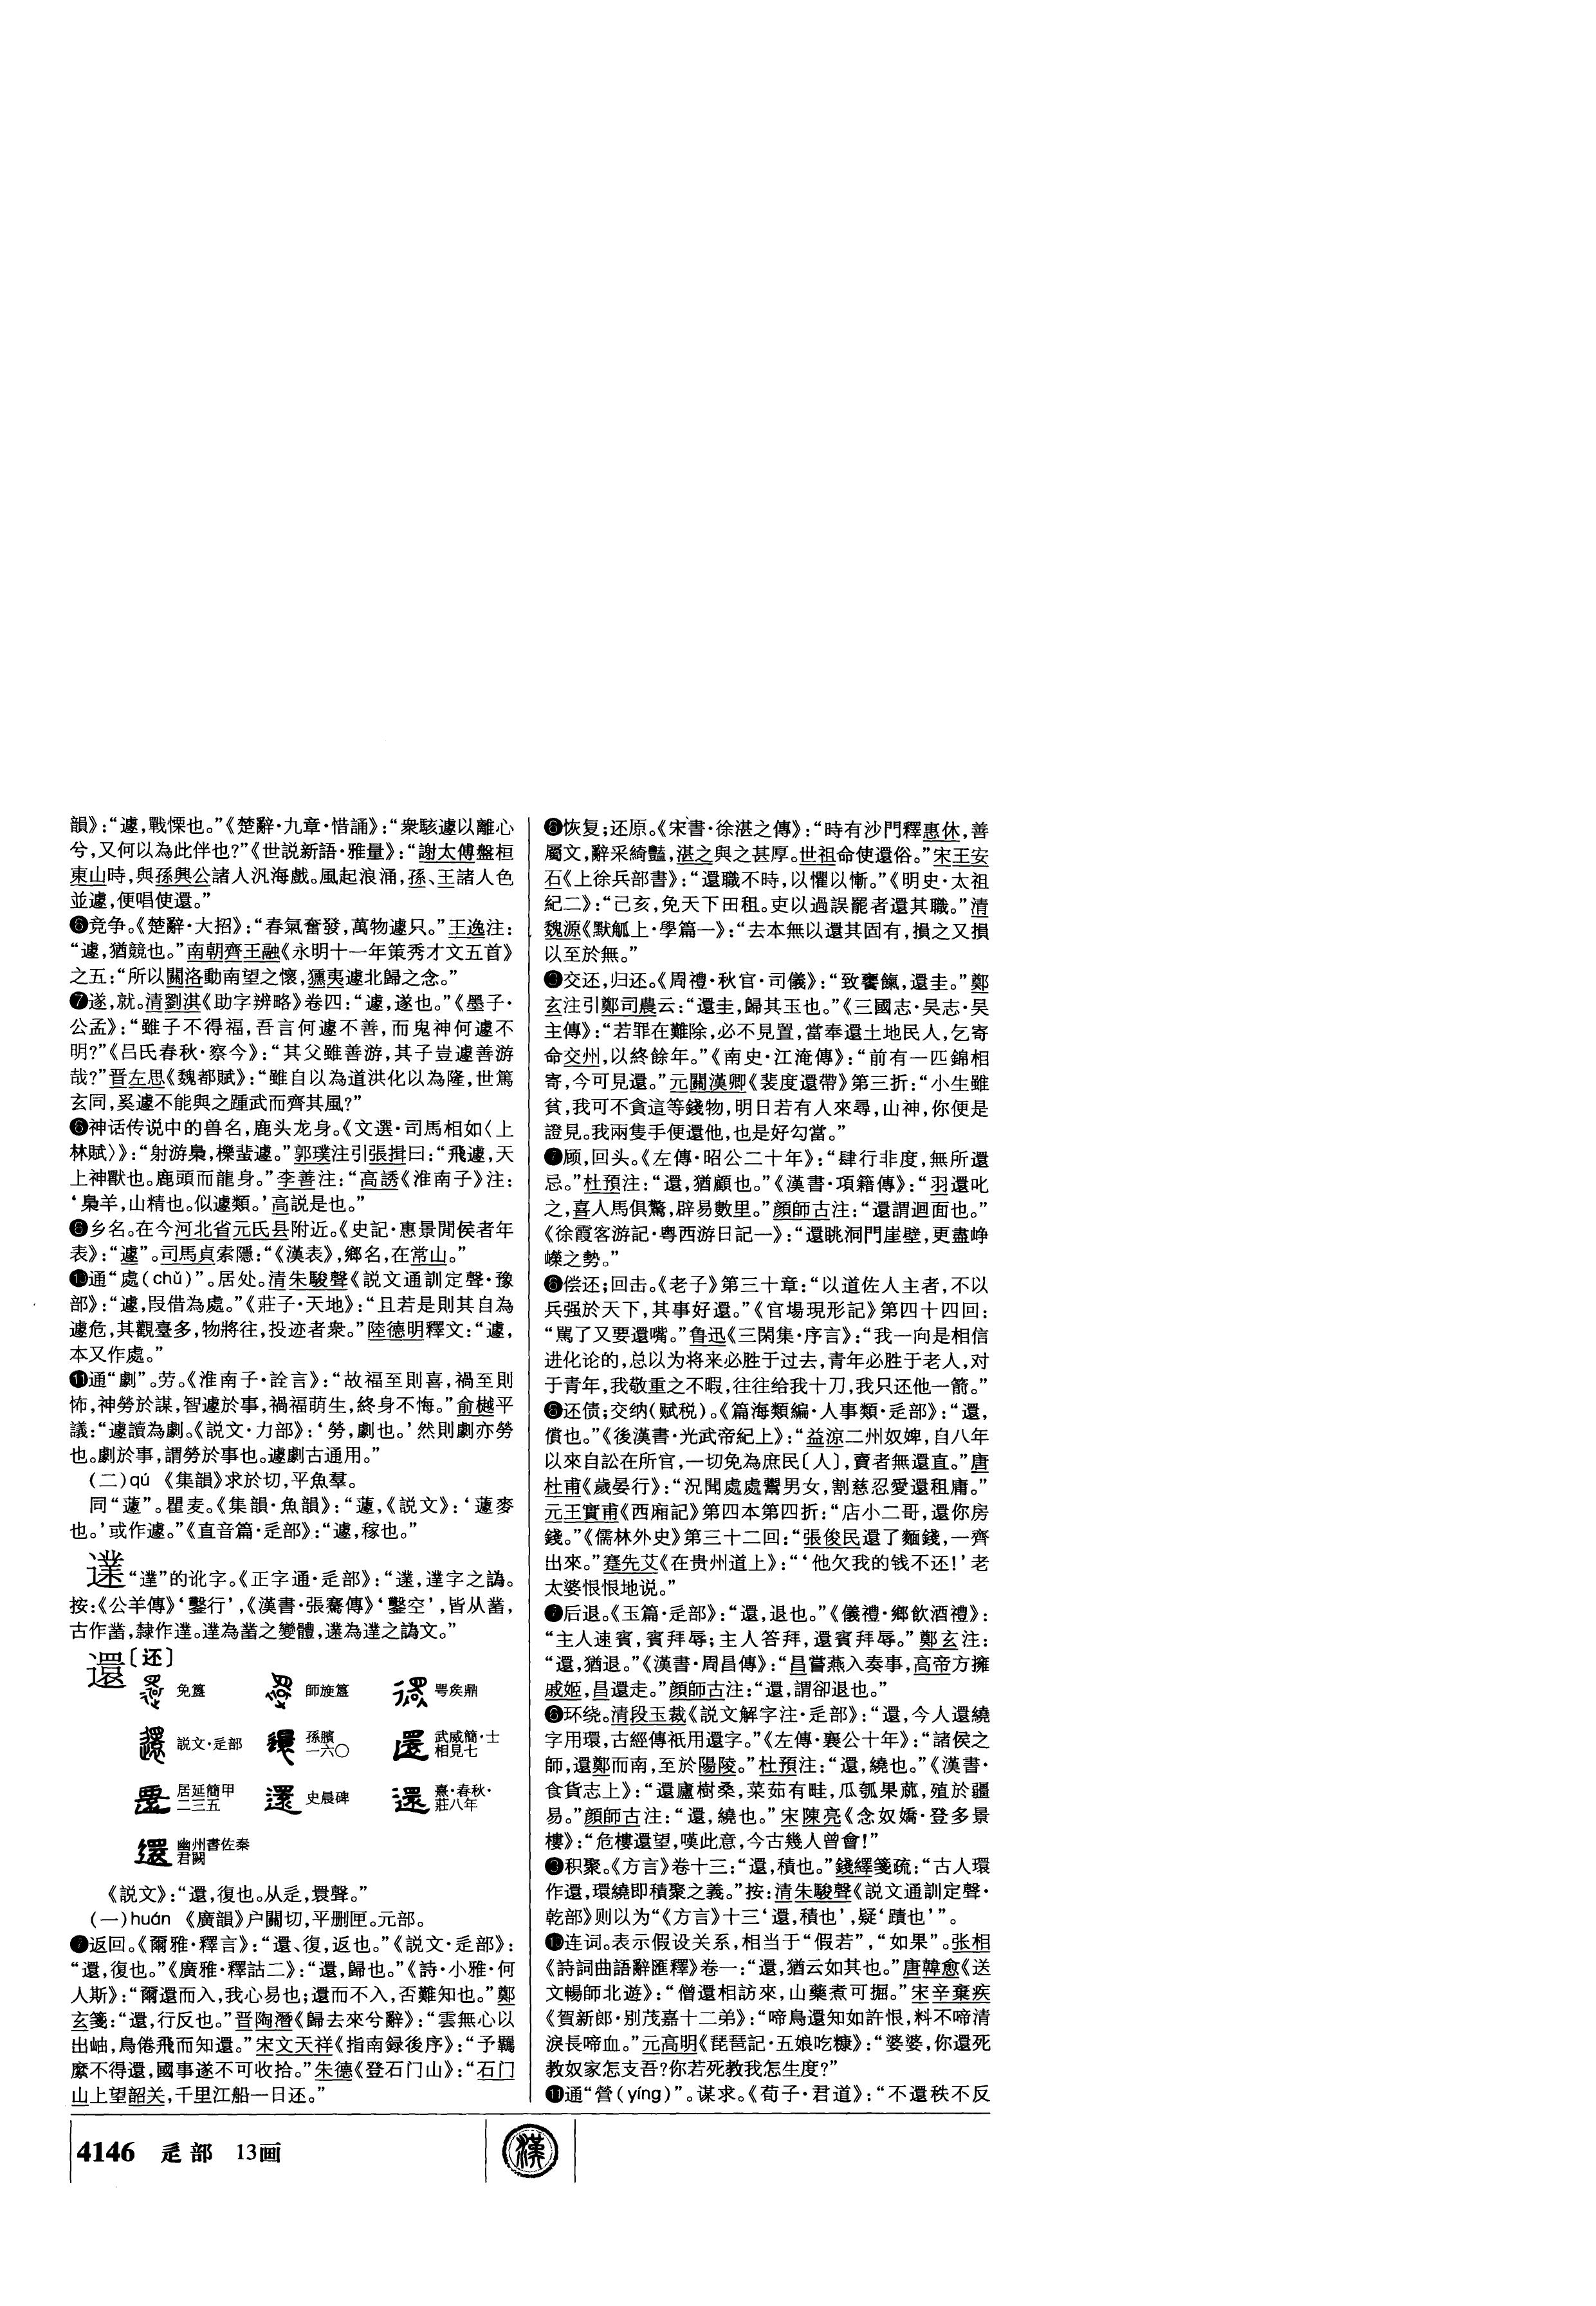 韻》：“遽，戰慄也。”《楚辭·九章·惜誦》：“衆駭遽以離心
兮，又何以為此伴也？”《世説新語·雅量》：“謝太傅盤桓
東山時，與孫興公諸人汎海戲。風起浪涌，孫、王諸人色
並遽，便唱使還。”
❻竞争。《楚辭·大招》：“春氣奮發，萬物遽只。”王逸注：
“遽，猶競也。”南朝齊王融《永明十一年策秀才文五首》
之五：“所以關洛動南望之懷，獯夷遽北歸之念。”
❼遂，就。清劉淇《助字辨略》卷四：“遽，遂也。”《墨子·
公孟》：“雖子不得福，吾言何遽不善，而鬼神何遽不
明？”《吕氏春秋·察今》：“其父雖善游，其子豈遽善游
哉？”晋左思《魏都賦》：“雖自以為道洪化以為隆，世篤
玄同，奚遽不能與之踵武而齊其風？”
神话传说中的兽名，鹿头龙身。《文選·司馬相如〈上
林賦〉》：“射游梟，櫟蜚遽。”郭璞注引張揖曰：“飛遽，天
上神獸也。鹿頭而龍身。”李善注：“高誘《淮南子》注：
‘梟羊，山精也。似遽類。’高説是也。”
乡名。在今河北省元氏县附近。《史記·惠景閒侯者年
表》：“遽”。司馬貞索隱：“《漢表》，鄉名，在常山。”
❿通“處(chǔ)”。居处。清朱駿聲《説文通訓定聲·豫
部》：“遽，叚借為處。”《莊子·天地》：“且若是則其自為
遽危，其觀臺多，物將往，投迹者衆。”陸德明釋文：“遽，
本又作處。”
⓫通“劇”。劳。《淮南子·詮言》：“故福至則喜，禍至則
怖，神勞於謀，智遽於事，禍福萌生，終身不悔。”俞樾平
議：“遽讀為劇。《説文·力部》：‘勞，劇也。’然則劇亦勞
也。劇於事，謂勞於事也。遽劇古通用。”
(二)qú 《集韻》求於切，平魚羣。
同“蘧”。瞿麦。《集韻·魚韻》：“蘧，《説文》：‘蘧麥
也。’或作遽。”《直音篇·辵部》：“遽，稼也。”
“”的讹字。《正字通·辵部》：“，字之譌。
按：《公羊傳》‘鑿行’，《漢書·張騫傳》‘鑿空’，皆从凿，
古作凿，隸作。為凿之變體，為之譌文。”
還〔还〕
免簋 師旋簋 咢疾鼎
説文·辵部 孫臏一六〇 武威簡·士相見七
居延簡甲二三五 史晨碑 熹·春秋·莊八年
幽州書佐秦君闕
《説文》：“還，復也。从辵，瞏聲。”
(一)huán 《廣韻》户關切，平删匣。元部。
返回。《爾雅·釋言》：“還、復，返也。”《説文·辵部》：
“還，復也。”《廣雅·釋詁二》：“還，歸也。”《詩·小雅·何
人斯》：“爾還而入，我心易也；還而不入，否難知也。”鄭
玄箋：“還，行反也。”晋陶潛《歸去來兮辭》：“雲無心以
出岫，鳥倦飛而知還。”宋文天祥《指南録後序》：“予羈
縻不得還，國事遂不可收拾。”朱德《登石门山》：“石门
山上望韶关，千里江船一日还。”
恢复；还原。《宋書·徐湛之傳》：“時有沙門釋惠休，善
屬文，辭采綺豔，湛之與之甚厚。世祖命使還俗。”宋王安
石《上徐兵部書》：“還職不時，以懼以慚。”《明史·太祖
紀二》：“己亥，免天下田租。吏以過誤罷者還其職。”清
魏源《默觚上·學篇一》：“去本無以還其固有，損之又損
以至於無。”
❸交还，归还。《周禮·秋官·司儀》：“致饔餼，還圭。”鄭
玄注引鄭司農云：“還圭，歸其玉也。”《三國志·吴志·吴
主傳》：“若罪在難除，必不見置，當奉還土地民人，乞寄
命交州，以終餘年。”《南史·江淹傳》：“前有一匹錦相
寄，今可見還。”元關漢卿《裴度還帶》第三折：“小生雖
貧，我可不貪這等錢物，明日若有人來尋，山神，你便是
證見。我兩隻手便還他，也是好勾當。”
顾，回头。《左傳·昭公二十年》：“肆行非度，無所還
忌。”杜預注：“還，猶顧也。”《漢書·項籍傳》：“羽還叱
之，喜人馬俱驚，辟易數里。”顔師古注：“還謂迴面也。”
《徐霞客游記·粤西游日記一》：“還眺洞門崖壁，更盡崢
嶸之勢。”
偿还；回击。《老子》第三十章：“以道佐人主者，不以
兵强於天下，其事好還。”《官場現形記》第四十四回：
“駡了又要還嘴。”鲁迅《三閑集·序言》：“我一向是相信
进化论的，总以为将来必胜于过去，青年必胜于老人，对
于青年，我敬重之不暇，往往给我十刀，我只还他一箭。”
还债；交纳(赋税)。《篇海類編·人事類·辵部》：“還，
償也。”《後漢書·光武帝紀上》：“益涼二州奴婢，自八年
以來自訟在所官，一切免為庶民〔人〕，賣者無還直。”唐
杜甫《歲晏行》：“況聞處處鬻男女，割慈忍愛還租庸。”
元王實甫《西廂記》第四本第四折：“店小二哥，還你房
錢。”《儒林外史》第三十二回：“張俊民還了麵錢，一齊
出來。”蹇先艾《在贵州道上》：“‘他欠我的钱不还！’老
太婆恨恨地说。”
后退。《玉篇·辵部》：“還，退也。”《儀禮·鄉飲酒禮》：
“主人速賓，賓拜辱；主人答拜，還賓拜辱。”鄭玄注：
“還，猶退。”《漢書·周昌傳》：“昌嘗燕入奏事，高帝方擁
戚姬，昌還走。”顔師古注：“還，謂卻退也。”
环绕。清段玉裁《説文解字注·辵部》：“還，今人還繞
字用環，古經傳衹用還字。”《左傳·襄公十年》：“諸侯之
師，還鄭而南，至於陽陵。”杜預注：“還，繞也。”《漢書·
食貨志上》：“還廬樹桑，菜茹有畦，瓜瓠果蓏，殖於疆
易。”顔師古注：“還，繞也。”宋陳亮《念奴嬌·登多景
樓》：“危樓還望，嘆此意，今古幾人曾會！”
积聚。《方言》卷十三：“還，積也。”錢繹箋疏：“古人環
作還，環繞即積聚之義。”按：清朱駿聲《説文通訓定聲·
乾部》则以为“《方言》十三‘還，積也’，疑‘蹟也’”。
❿连词。表示假设关系，相当于“假若”，“如果”。张相
《詩詞曲語辭匯釋》卷一：“還，猶云如其也。”唐韓愈《送
文暢師北遊》：“僧還相訪來，山藥煮可掘。”宋辛棄疾
《賀新郎·别茂嘉十二弟》：“啼鳥還知如許恨，料不啼清
淚長啼血。”元高明《琵琶記·五娘吃糠》：“婆婆，你還死
教奴家怎支吾？你若死教我怎生度？”
⓫通“營(yíng)”。谋求。《荀子·君道》：“不還秩不反
4146 辵部 13画
漢